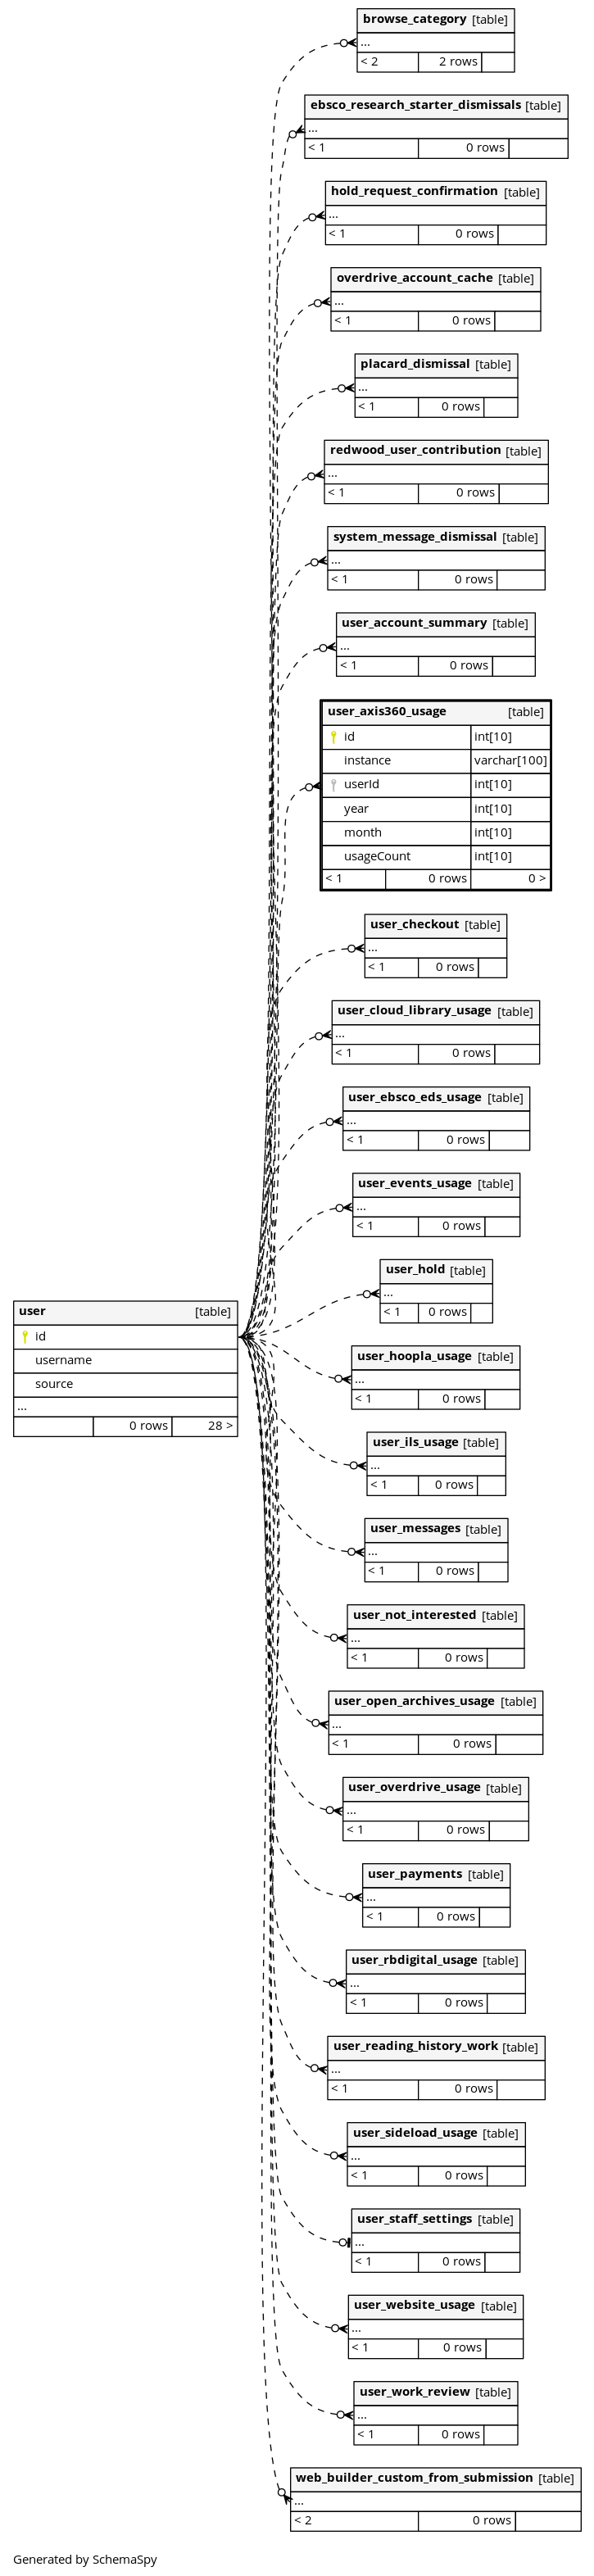 browse_category [table]
...
< 2 2 rows
ebsco_research_starter_dismissals [table]
...
< 1 0 rows
hold_request_confirmation [table]
...
< 1 0 rows
overdrive_account_cache [table]
...
< 1 0 rows
placard_dismissal [table]
...
< 1 0 rows
redwood_user_contribution [table]
...
< 1 0 rows
system_message_dismissal [table]
...
< 1 0 rows
user_account_summary [table]
...
< 1 0 rows
user_axis360_usage [table]
id int[10]
instance varchar[100]
userId int[10]
year int[10]
month int[10]
usageCount int[10]
< 1 0 rows 0 >
user_checkout [table]
...
< 1 0 rows
user_cloud_library_usage [table]
...
< 1 0 rows
user_ebsco_eds_usage [table]
...
< 1 0 rows
user_events_usage [table]
...
< 1 0 rows
user_hold [table]
...
< 1 0 rows
user [table]
id
username
source
...
0 rows 28 >
user_hoopla_usage [table]
...
< 1 0 rows
user_ils_usage [table]
...
< 1 0 rows
user_messages [table]
...
< 1 0 rows
user_not_interested [table]
...
< 1 0 rows
user_open_archives_usage [table]
...
< 1 0 rows
user_overdrive_usage [table]
...
< 1 0 rows
user_payments [table]
...
< 1 0 rows
user_rbdigital_usage [table]
...
< 1 0 rows
user_reading_history_work [table]
...
< 1 0 rows
user_sideload_usage [table]
...
< 1 0 rows
user_staff_settings [table]
...
< 1 0 rows
user_website_usage [table]
...
< 1 0 rows
user_work_review [table]
...
< 1 0 rows
web_builder_custom_from_submission [table]
...
< 2 0 rows
Generated by SchemaSpy